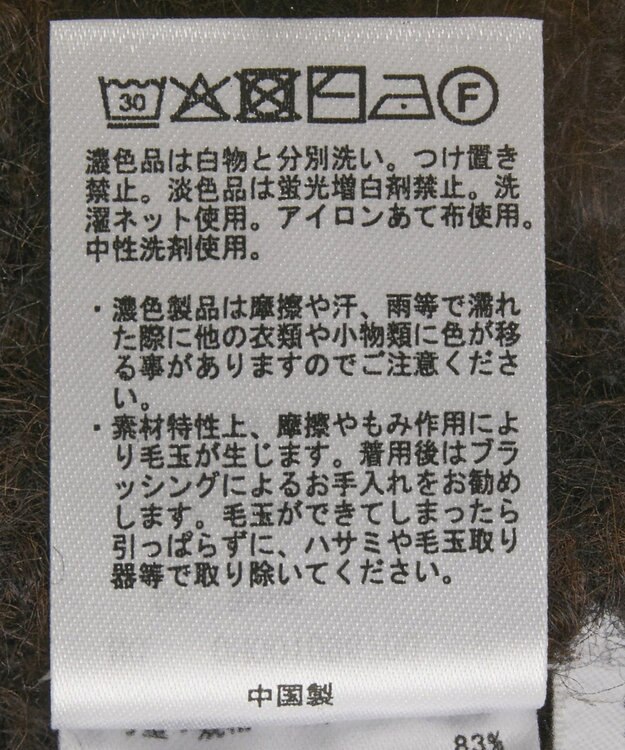 30 F
濃色品は白物と分別洗い。つけ置き
禁止。淡色品は蛍光増白剤禁止。洗
濯ネット使用。アイロンあて布使用。
中性洗剤使用。
・濃色製品は摩擦や汗、雨等で濡れ
た際に他の衣類や小物類に色が移
る事がありますのでご注意くださ
い。
・素材特性上、摩擦やもみ作用によ
り毛玉が生じます。着用後はブラ
ッシングによるお手入れをお勧め
します。毛玉ができてしまったら
引っぱらずに、ハサミや毛玉取り
器等で取り除いてください。
中国製
83%